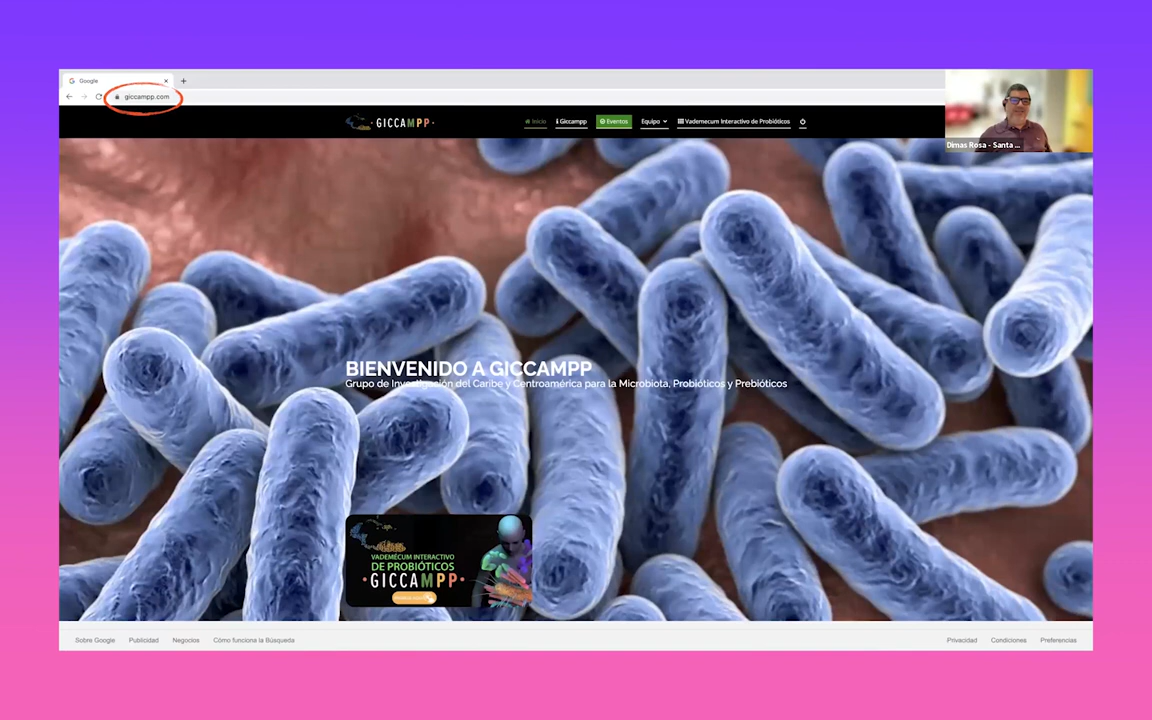 Google
giccampp.com
GICCAMPP
Inicio
Giccampp
Eventos
Equipo
Vademecum Interactivo de Probióticos
Dimas Rosa - Santa ...
BIENVENIDO A GICCAMPP
Grupo de Investigación del Caribe y Centroamérica para la Microbiota, Probióticos y Prebióticos
VADEMÉCUM INTERACTIVO
DE PROBIÓTICOS
GICCAMPP
Sobre Google
Publicidad
Negocios
Cómo funciona la Búsqueda
Privacidad
Condiciones
Preferencias